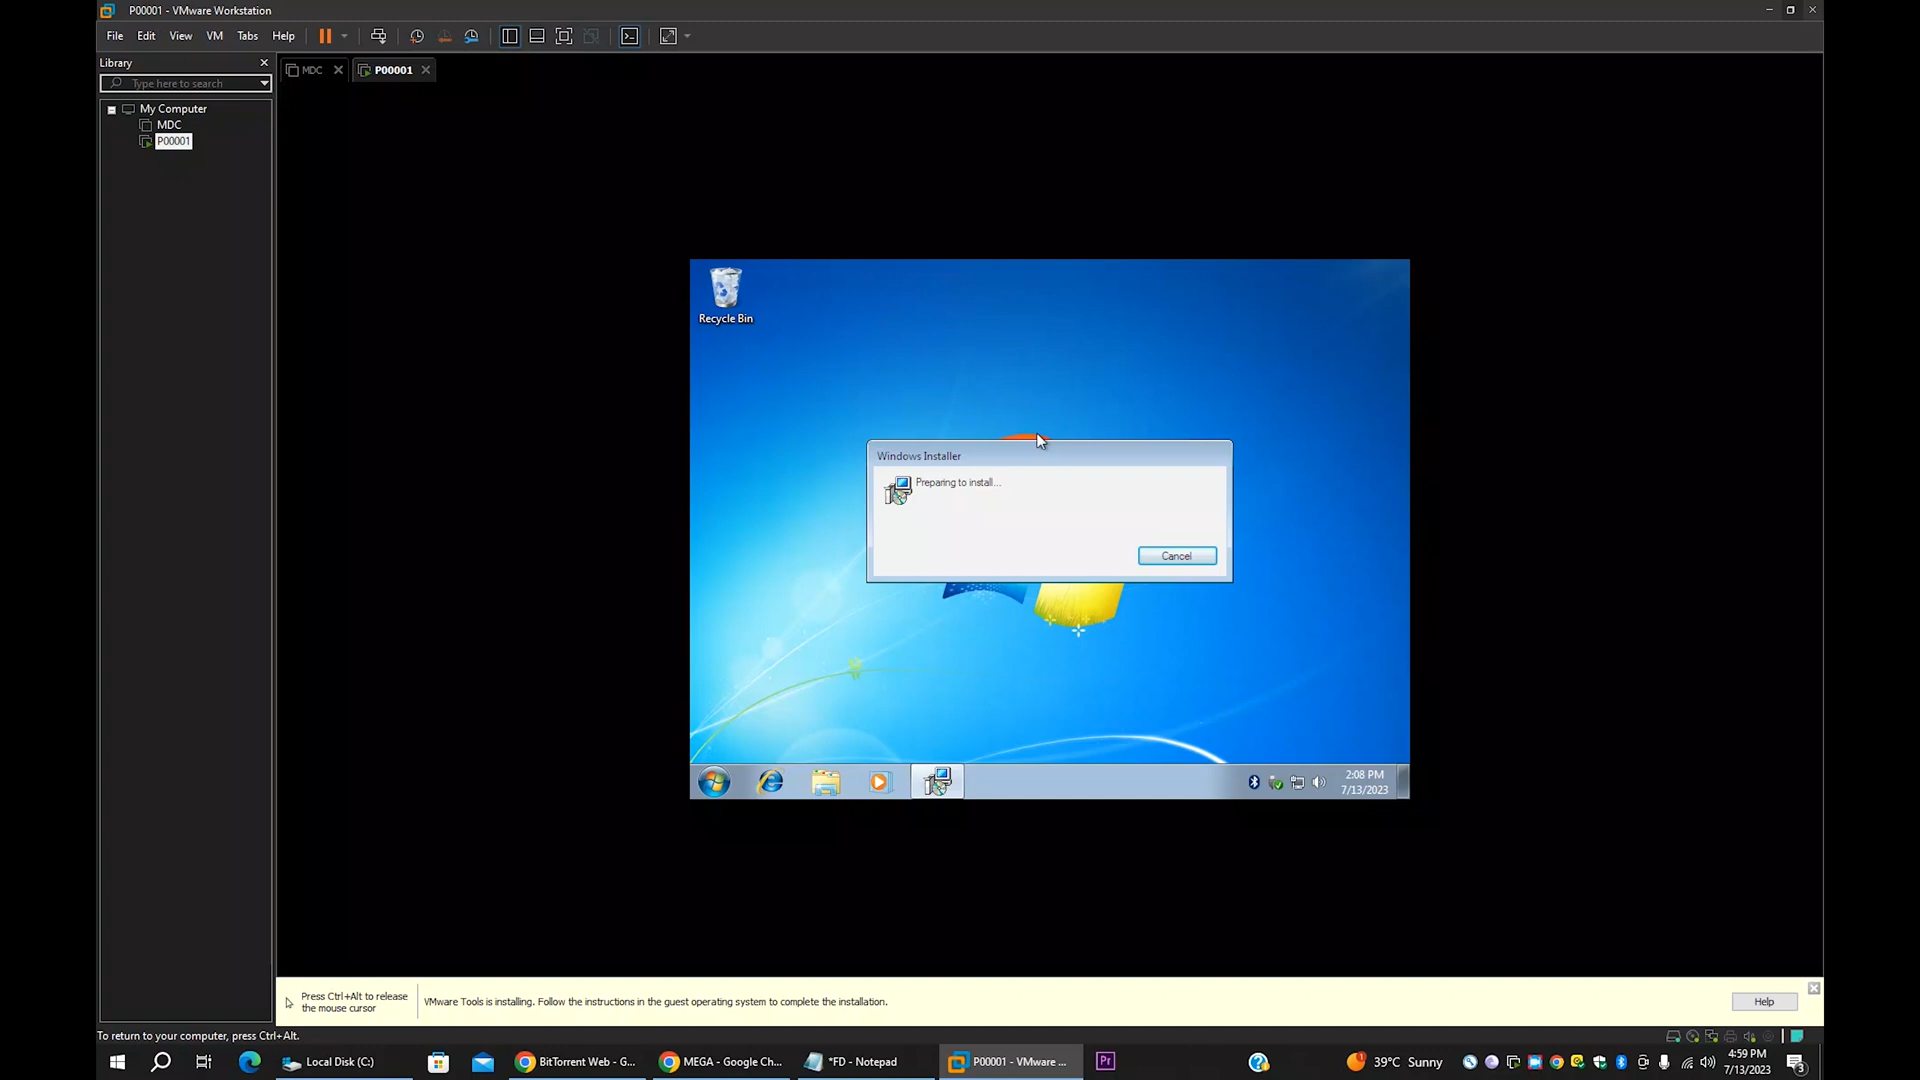 P00001 - VMware Workstation
File Edit View VM Tabs Help
Library
Type here to search
My Computer
MDC
P00001
MDC
P00001
Recycle Bin
Windows Installer
Preparing to install...
Cancel
2:08 PM
7/13/2023
Press Ctrl+Alt to release
the mouse cursor
VMware Tools is installing. Follow the instructions in the guest operating system to complete the installation.
Help
To return to your computer, press Ctrl+Alt.
Local Disk (C:)
BitTorrent Web - G...
MEGA - Google Ch...
*FD - Notepad
P00001 - VMware ...
Pr
1
39°C Sunny
4:59 PM
7/13/2023
3